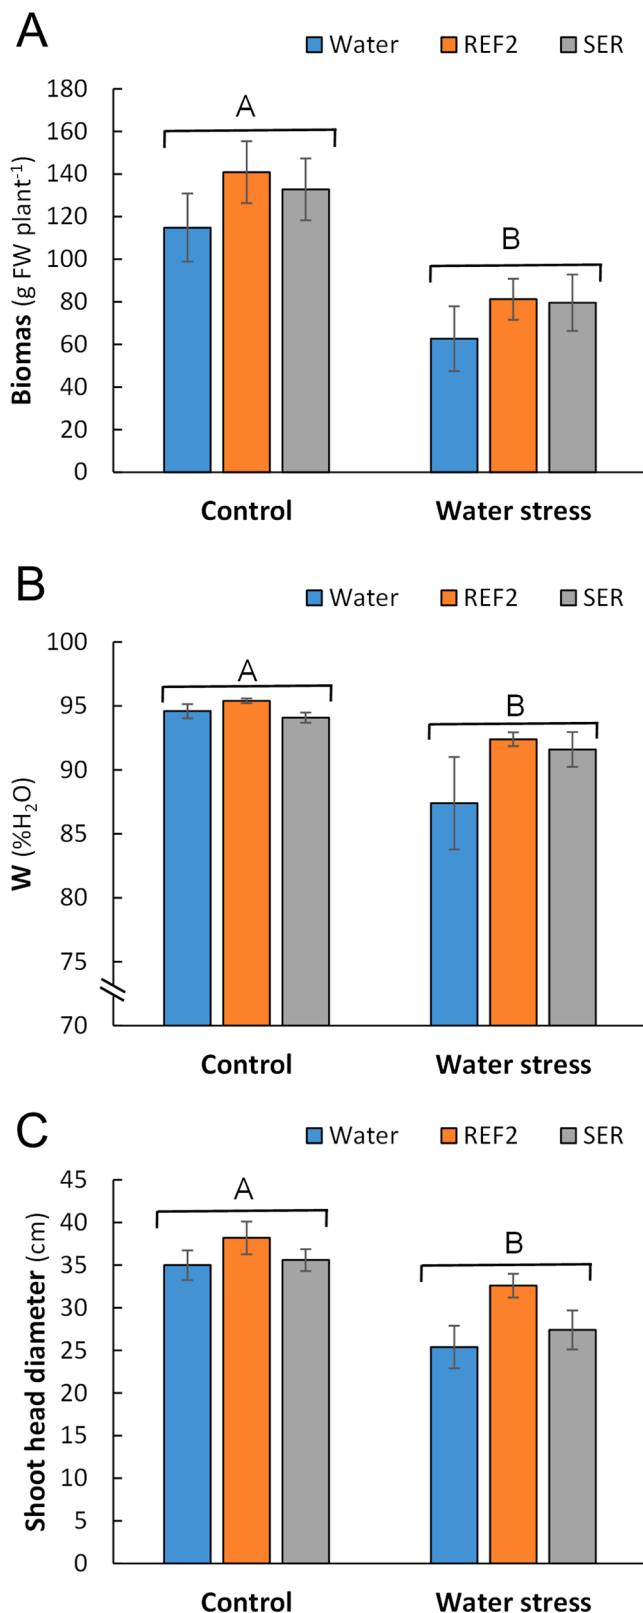 A
Water REF2 SER
Biomas (g FW plant⁻¹)
180
160
140
120
100
80
60
40
20
0
A
B
Control Water stress
B
Water REF2 SER
W (%H₂O)
100
95
90
85
80
75
70
A
B
Control Water stress
C
Water REF2 SER
Shoot head diameter (cm)
45
40
35
30
25
20
15
10
5
0
A
B
Control Water stress